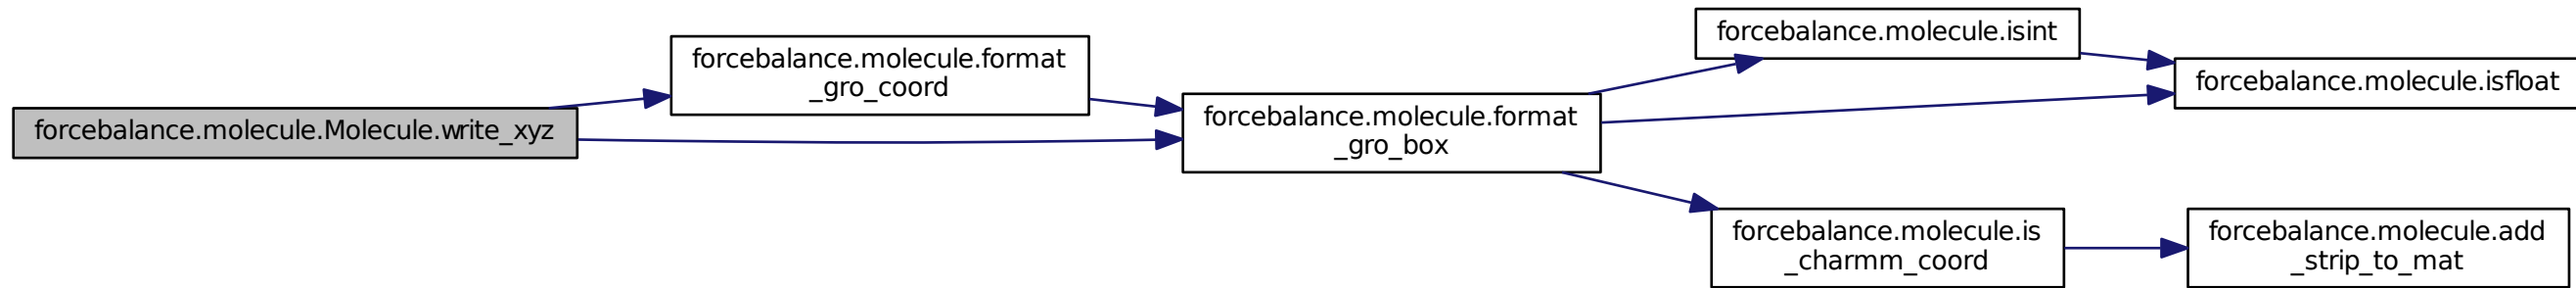 forcebalance.molecule.Molecule.write_xyz
forcebalance.molecule.format
_gro_coord
forcebalance.molecule.format
_gro_box
forcebalance.molecule.isint
forcebalance.molecule.isfloat
forcebalance.molecule.is
_charmm_coord
forcebalance.molecule.add
_strip_to_mat